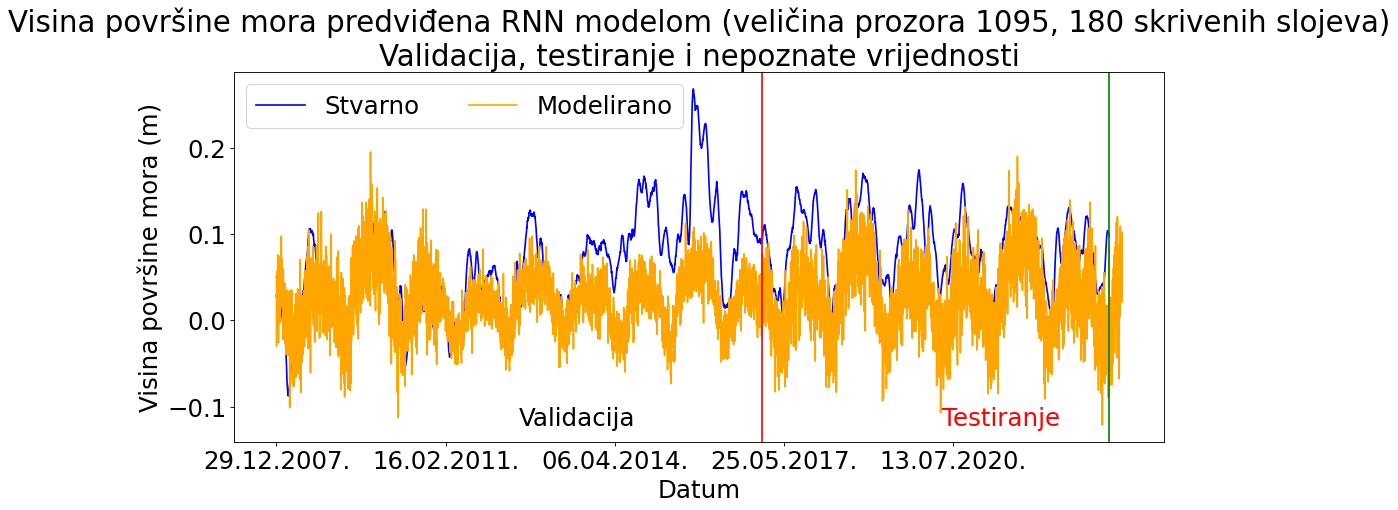 Visina površine mora predviđena RNN modelom (veličina prozora 1095, 180 skrivenih slojeva)
Validacija, testiranje i nepoznate vrijednosti
Stvarno Modelirano
Visina površine mora (m)
0.2
0.1
0.0
−0.1
Validacija Testiranje
29.12.2007. 16.02.2011. 06.04.2014. 25.05.2017. 13.07.2020.
Datum